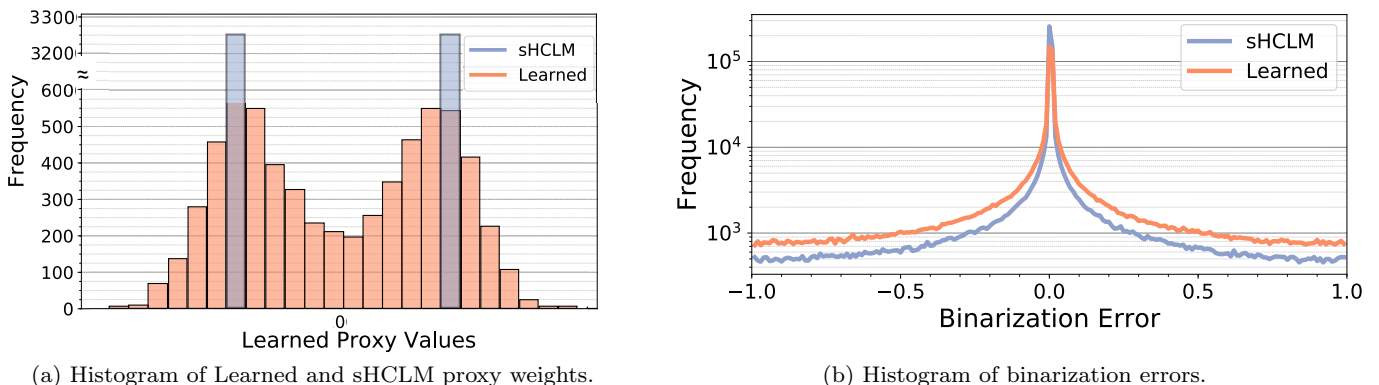 3300
3200
≈
600
500
400
300
200
100
0
Frequency
0
Learned Proxy Values
sHCLM
Learned
(a) Histogram of Learned and sHCLM proxy weights.
10^5
10^4
10^3
Frequency
−1.0 −0.5 0.0 0.5 1.0
Binarization Error
sHCLM
Learned
(b) Histogram of binarization errors.